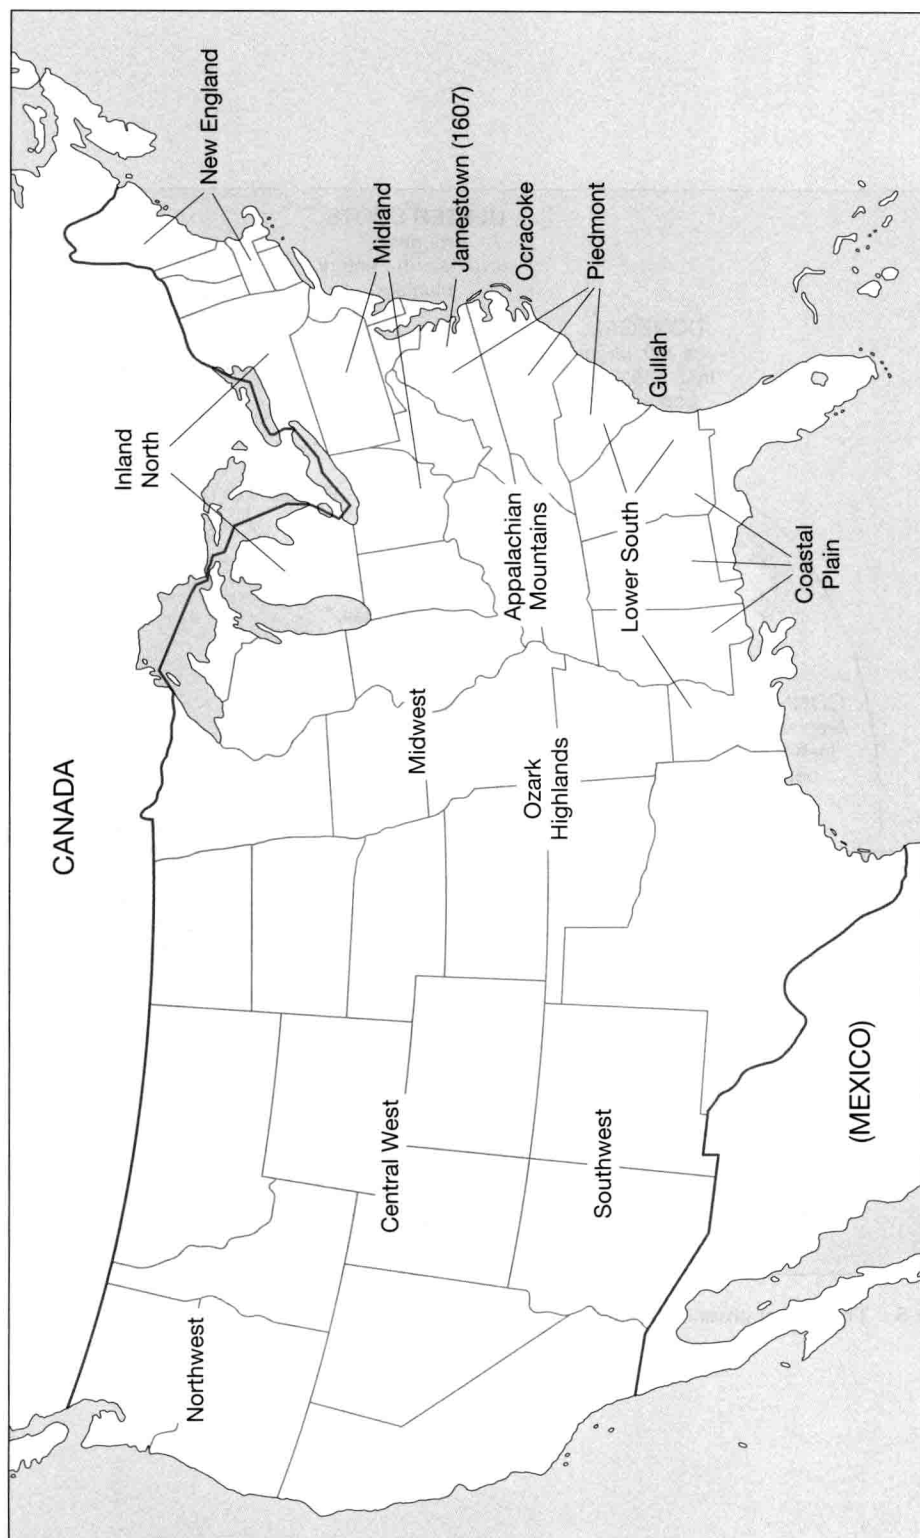 CANADA
(MEXICO)
Northwest
Central West
Southwest
Midwest
Ozark
Highlands
Inland
North
New England
Midland
Jamestown (1607)
Ocracoke
Piedmont
Appalachian
Mountains
Lower South
Gullah
Coastal
Plain